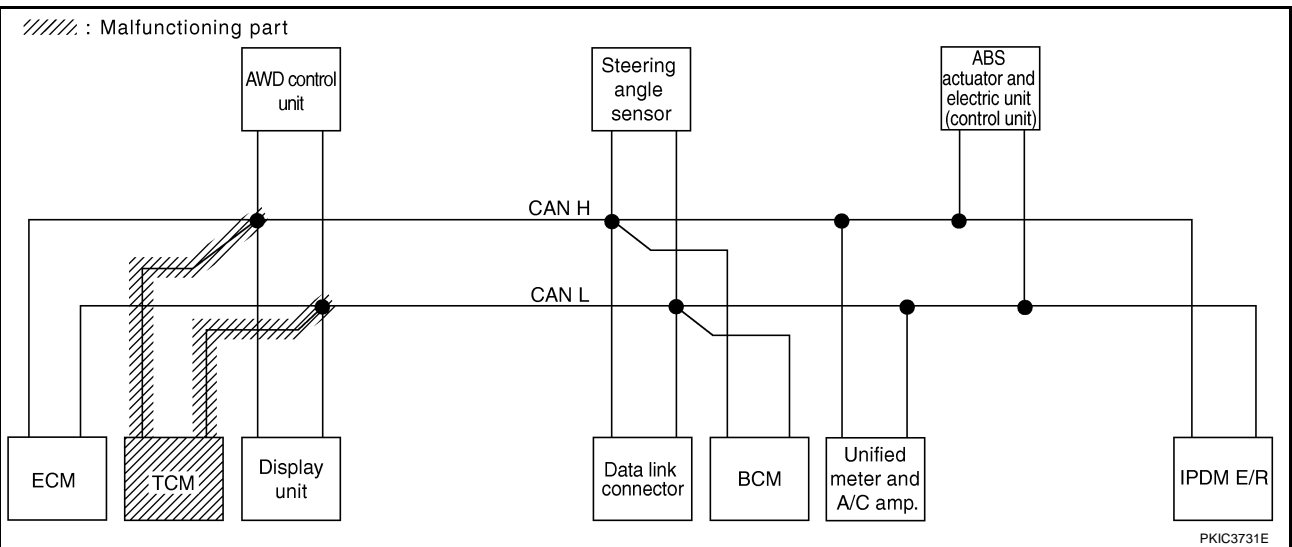 : Malfunctioning part
AWD control
unit
Steering
angle
sensor
ABS
actuator and
electric unit
(control unit)
CAN H
CAN L
ECM
TCM
Display
unit
Data link
connector
BCM
Unified
meter and
A/C amp.
IPDM E/R
PKIC3731E